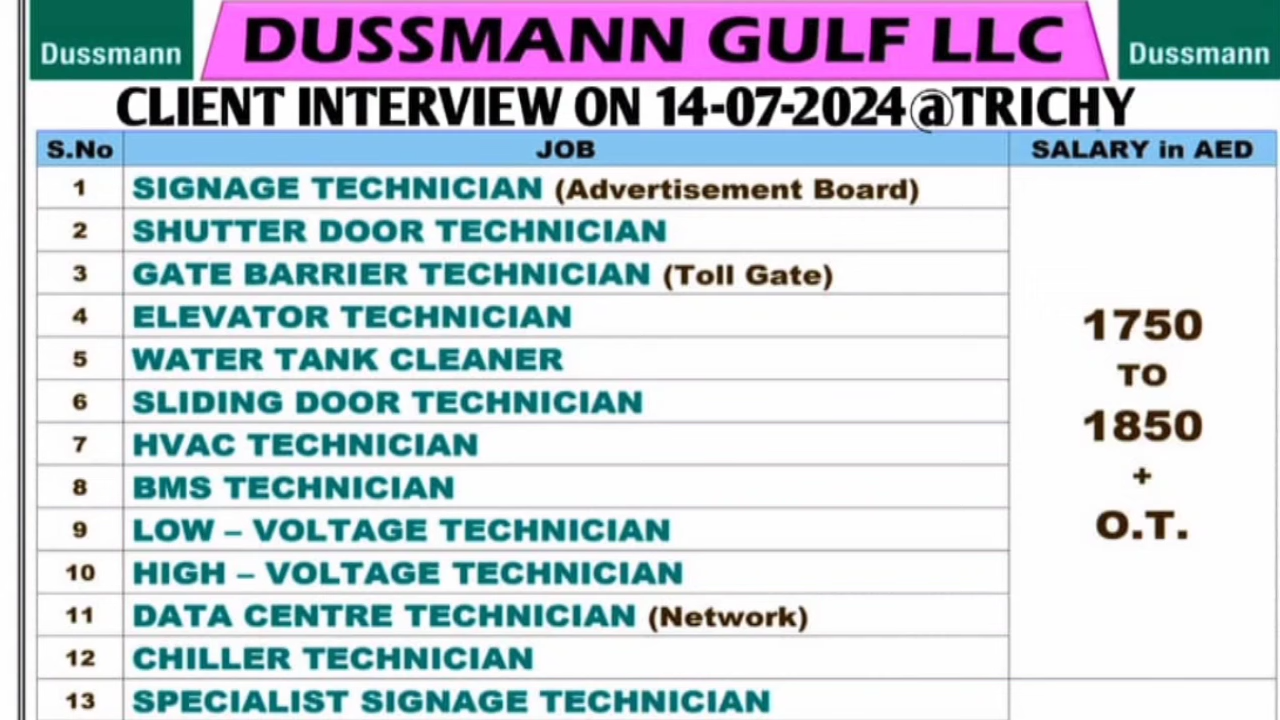 Dussmann
DUSSMANN GULF LLC
Dussmann
CLIENT INTERVIEW ON 14-07-2024@TRICHY
S.No JOB SALARY in AED
1 SIGNAGE TECHNICIAN (Advertisement Board)
2 SHUTTER DOOR TECHNICIAN
3 GATE BARRIER TECHNICIAN (Toll Gate)
4 ELEVATOR TECHNICIAN
5 WATER TANK CLEANER
6 SLIDING DOOR TECHNICIAN
7 HVAC TECHNICIAN
8 BMS TECHNICIAN
9 LOW – VOLTAGE TECHNICIAN
10 HIGH – VOLTAGE TECHNICIAN
11 DATA CENTRE TECHNICIAN (Network)
12 CHILLER TECHNICIAN
1750
TO
1850
+
O.T.
13 SPECIALIST SIGNAGE TECHNICIAN